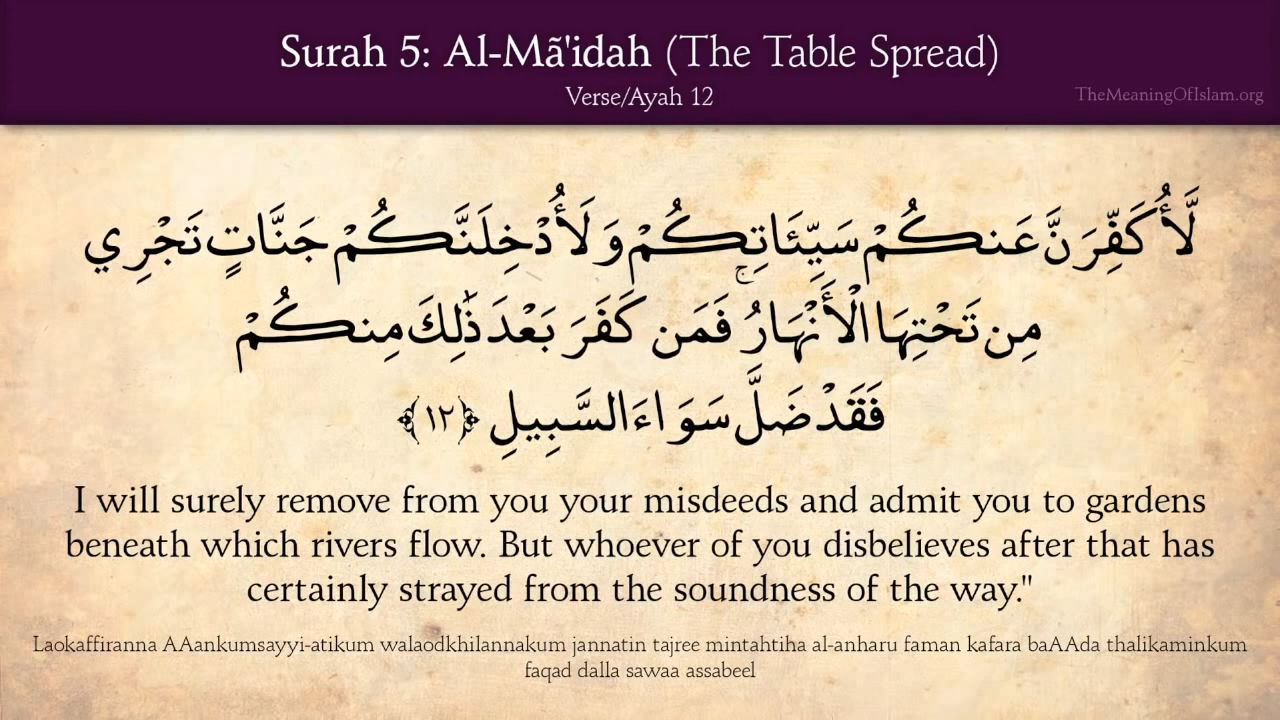 Surah 5: Al-Mã'idah (The Table Spread)
Verse/Ayah 12
TheMeaningOfIslam.org
لَّأُكَفِّرَنَّ عَنكُمْ سَيِّئَاتِكُمْ وَلَأُدْخِلَنَّكُمْ جَنَّاتٍ تَجْرِي
مِن تَحْتِهَا الْأَنْهَارُ ۚ فَمَن كَفَرَ بَعْدَ ذَٰلِكَ مِنكُمْ
فَقَدْ ضَلَّ سَوَاءَ السَّبِيلِ ﴿١٢﴾
I will surely remove from you your misdeeds and admit you to gardens
beneath which rivers flow. But whoever of you disbelieves after that has
certainly strayed from the soundness of the way."
Laokaffiranna AAankumsayyi-atikum walaodkhilannakum jannatin tajree mintahtiha al-anharu faman kafara baAAda thalikaminkum
faqad dalla sawaa assabeel